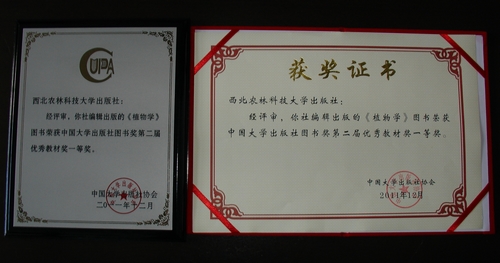 CUPA
西北农林科技大学出版社：
经评审，你社编辑出版的《植物学》
图书荣获中国大学出版社图书奖第二届
优秀教材奖一等奖。
中国大学出版社协会
二〇一一年十二月
获奖证书
西北农林科技大学出版社：
经评审，你社编辑出版的《植物学》图书荣获
中国大学出版社图书奖第二届优秀教材奖一等奖。
中国大学出版社协会
2011年12月